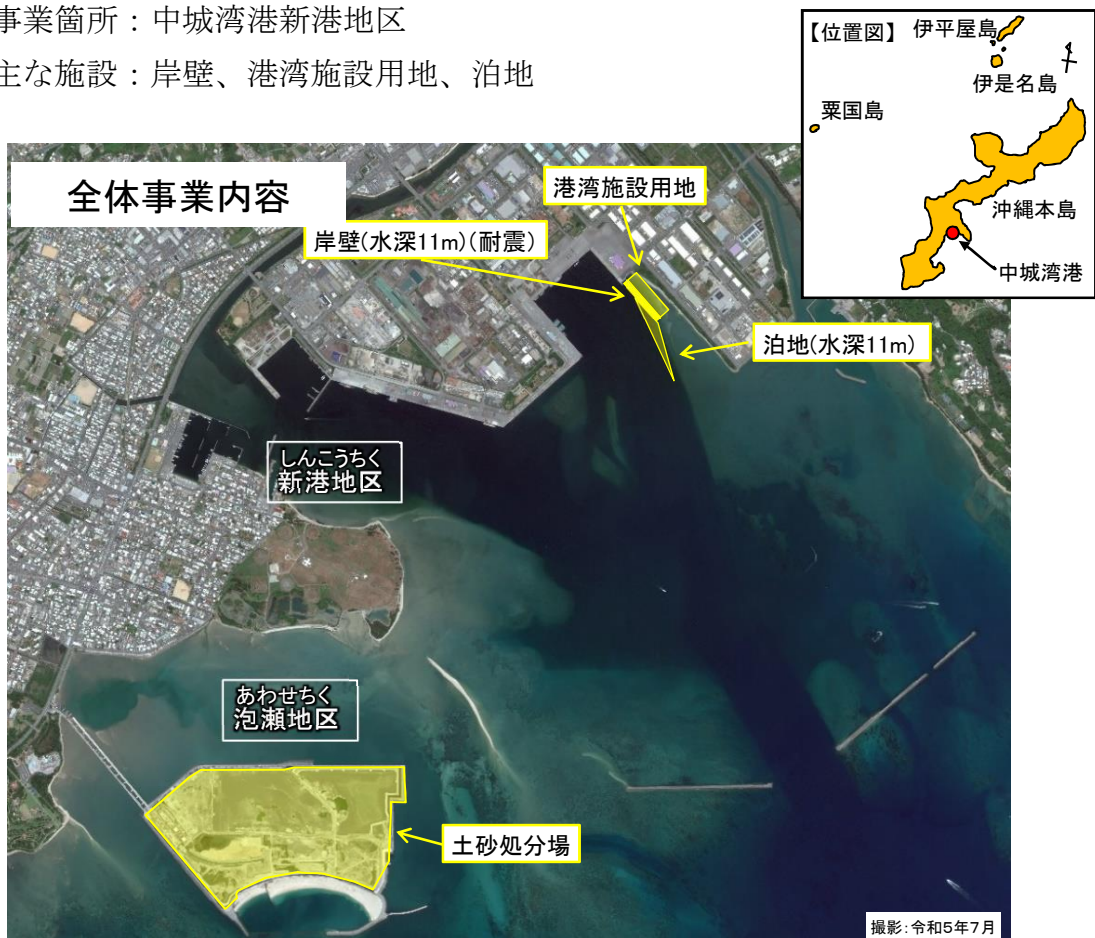 事業箇所：中城湾港新港地区
主な施設：岸壁、港湾施設用地、泊地
【位置図】
伊平屋島
伊是名島
粟国島
沖縄本島
中城湾港
全体事業内容
港湾施設用地
岸壁(水深11m)(耐震)
泊地(水深11m)
しんこうちく
新港地区
あわせちく
泡瀬地区
土砂処分場
撮影:令和5年7月